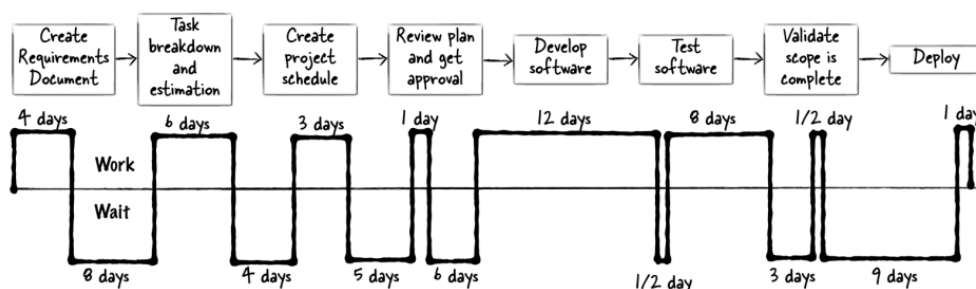 Create
Requirements
Document
Task
breakdown
and
estimation
Create
project
schedule
Review plan
and get
approval
Develop
software
Test
software
Validate
scope is
complete
Deploy
4 days
6 days
3 days
1 day
12 days
8 days
1/2 day
1 day
Work
Wait
8 days
4 days
5 days
6 days
1/2 day
3 days
9 days